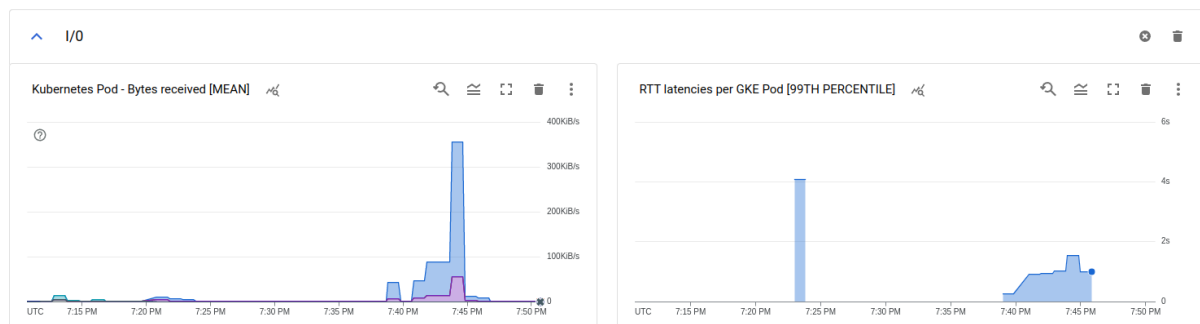 I/0
Kubernetes Pod - Bytes received [MEAN]
400KiB/s
300KiB/s
200KiB/s
100KiB/s
0
UTC 7:15 PM 7:20 PM 7:25 PM 7:30 PM 7:35 PM 7:40 PM 7:45 PM 7:50 PM
RTT latencies per GKE Pod [99TH PERCENTILE]
6s
4s
2s
0
UTC 7:15 PM 7:20 PM 7:25 PM 7:30 PM 7:35 PM 7:40 PM 7:45 PM 7:50 PM